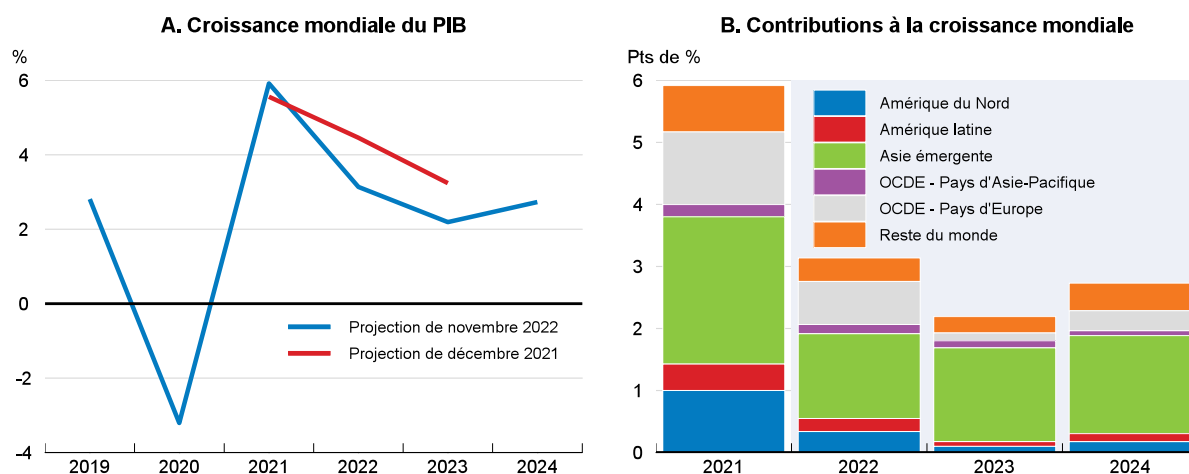 A. Croissance mondiale du PIB
%
6
4
2
0
-2
-4
Projection de novembre 2022
Projection de décembre 2021
2019 2020 2021 2022 2023 2024
B. Contributions à la croissance mondiale
Pts de %
6
5
4
3
2
1
0
Amérique du Nord
Amérique latine
Asie émergente
OCDE - Pays d'Asie-Pacifique
OCDE - Pays d'Europe
Reste du monde
2021 2022 2023 2024